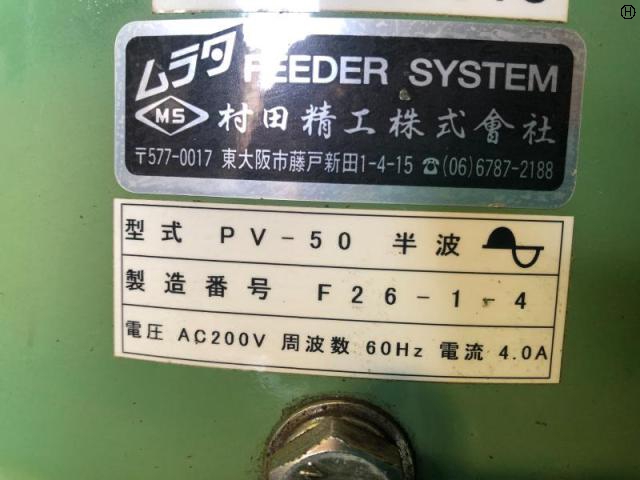 ムラタ FEEDER SYSTEM
MS 村田精工株式會社
〒577-0017 東大阪市藤戸新田1-4-15 ☎(06)6787-2188
型式 PV-50 半波
製造番号 F26-1-4
電圧 AC200V 周波数 60Hz 電流 4.0A
H